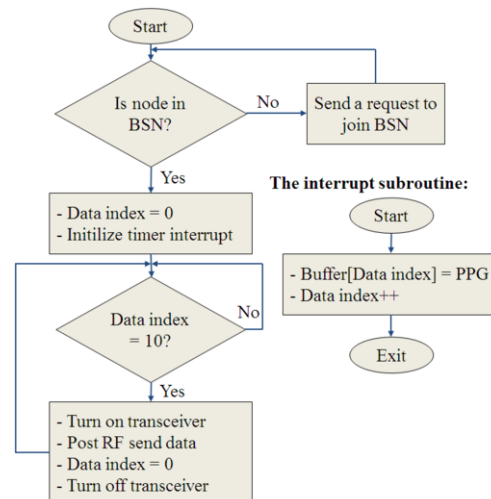 Start
Is node in
BSN?
No
Send a request to
join BSN
Yes
- Data index = 0
- Initilize timer interrupt
Data index
= 10?
No
Yes
- Turn on transceiver
- Post RF send data
- Data index = 0
- Turn off transceiver
The interrupt subroutine:
Start
- Buffer[Data index] = PPG
- Data index++
Exit